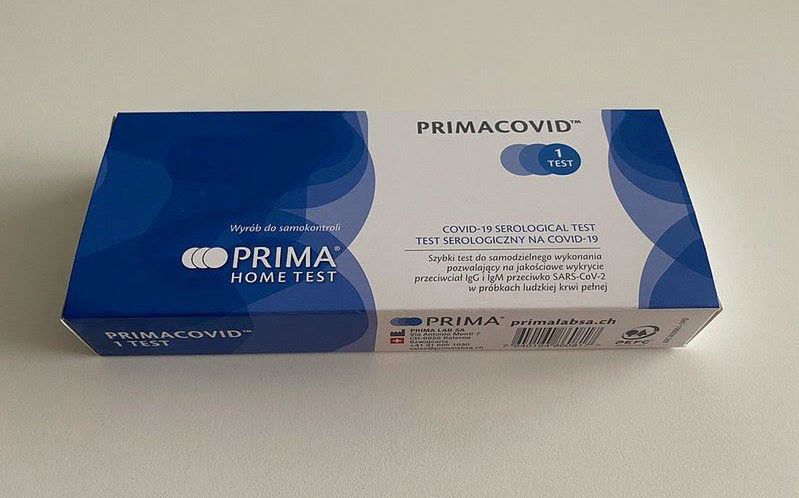 PRIMACOVID™
1
TEST
Wyrób do samokontroli
PRIMA®
HOME TEST
COVID-19 SEROLOGICAL TEST
TEST SEROLOGICZNY NA COVID-19
Szybki test do samodzielnego wykonania
pozwalający na jakościowe wykrycie
przeciwciał IgG i IgM przeciwko SARS-CoV-2
w próbkach ludzkiej krwi pełnej
PRIMACOVID™
1 TEST
PRIMA®
primalabsa.ch
PRIMA LAB SA
Via Antonio Monti 7
CH-6828 Balerna
Szwajcaria
PEFC